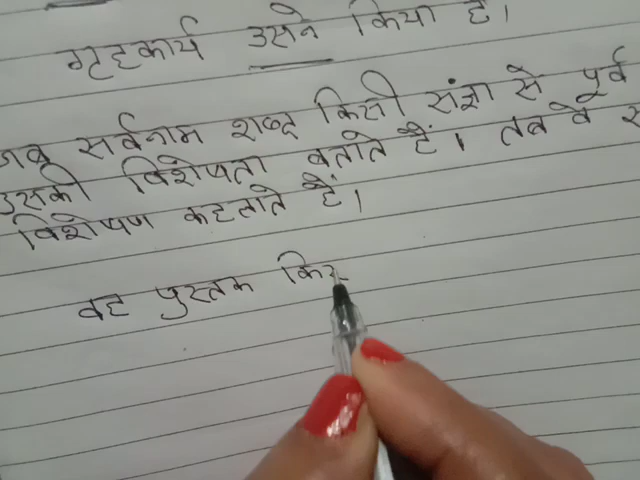 गृहकार्य उसने किया है।
जब सर्वनाम शब्द किसी संज्ञा से पूर्व
उसकी विशेषता बताते हैं। तब वे
विशेषण कहलाते हैं।
वह पुस्तक